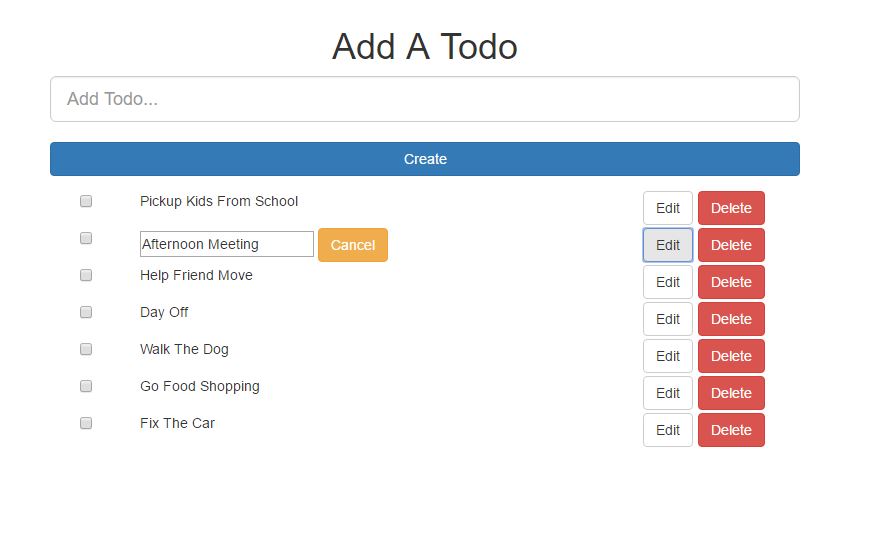 Add A Todo
Add Todo...
Create
Pickup Kids From School Edit Delete
Afternoon Meeting Cancel Edit Delete
Help Friend Move Edit Delete
Day Off Edit Delete
Walk The Dog Edit Delete
Go Food Shopping Edit Delete
Fix The Car Edit Delete